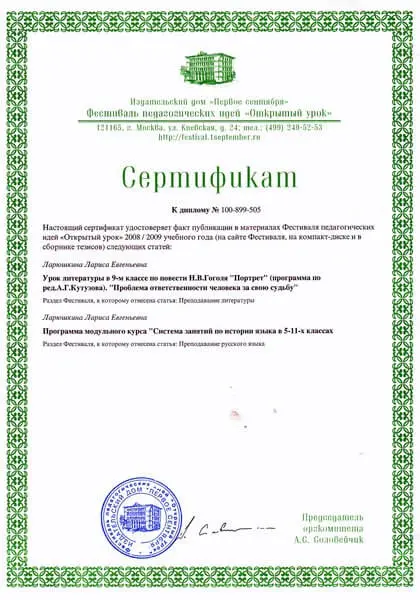 Издательский дом «Первое сентября»
Фестиваль педагогических идей «Открытый урок»
121165, г. Москва, ул. Киевская, д. 24; тел.: (499) 249-52-53
http://festival.1september.ru
Сертификат
К диплому № 100-899-505
Настоящий сертификат удостоверяет факт публикации в материалах Фестиваля педагогических
идей «Открытый урок» 2008 / 2009 учебного года (на сайте Фестиваля, на компакт-диске и в
сборнике тезисов) следующих статей:
Ларюшкина Лариса Евгеньевна
Урок литературы в 9-м классе по повести Н.В.Гоголя "Портрет" (программа по
ред.А.Г.Кутузова). "Проблема ответственности человека за свою судьбу"
Раздел Фестиваля, к которому отнесена статья: Преподавание литературы
Ларюшкина Лариса Евгеньевна
Программа модульного курса "Система занятий по истории языка в 5-11-х классах
Раздел Фестиваля, к которому отнесена статья: Преподавание русского языка
ИЗДАТЕЛЬСКИЙ ДОМ "ПЕРВОЕ СЕНТЯБРЯ"
Председатель
оргкомитета
А.С. Соловейчик